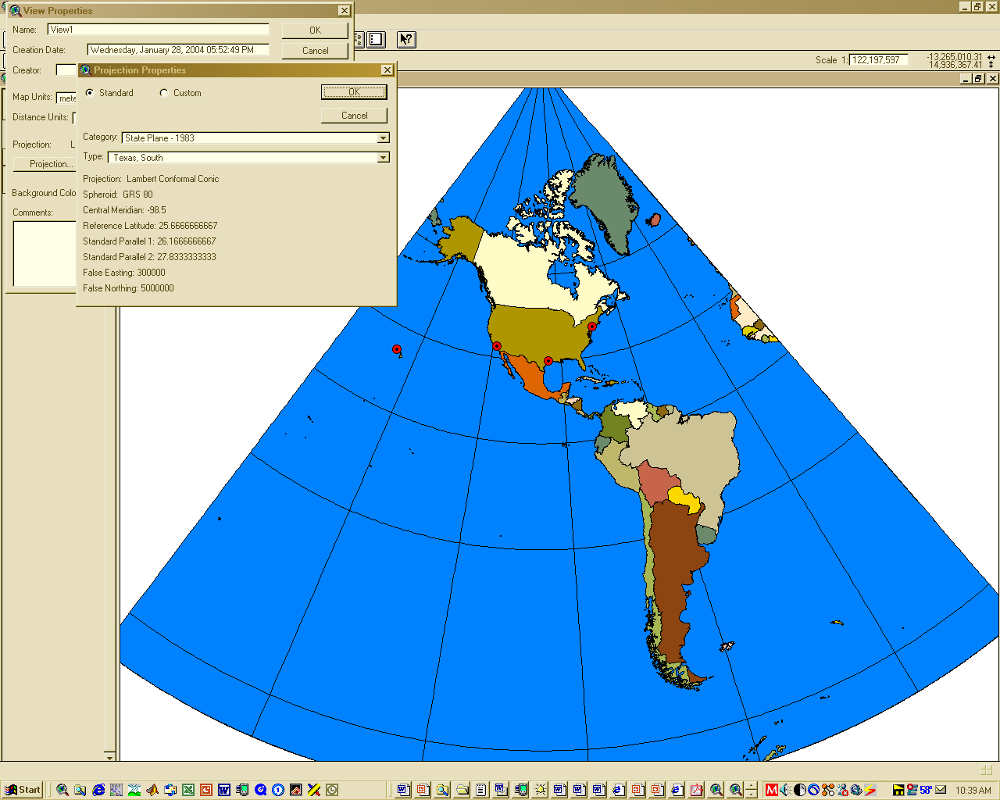 View Properties
Name: View1
OK
Creation Date: Wednesday, January 28, 2004 05:52:49 PM
Cancel
Creator:
Scale 1: 122,197,597
-13,265,010.31
14,936,367.41
Projection Properties
Map Units: mete
Standard
Custom
OK
Distance Units:
Cancel
Category: State Plane - 1983
Projection: L
Type: Texas, South
Projection...
Projection: Lambert Conformal Conic
Background Colo
Spheroid: GRS 80
Comments:
Central Meridian: -98.5
Reference Latitude: 25.6666666667
Standard Parallel 1: 26.1666666667
Standard Parallel 2: 27.8333333333
False Easting: 300000
False Northing: 5000000
Start
58°
10:39 AM